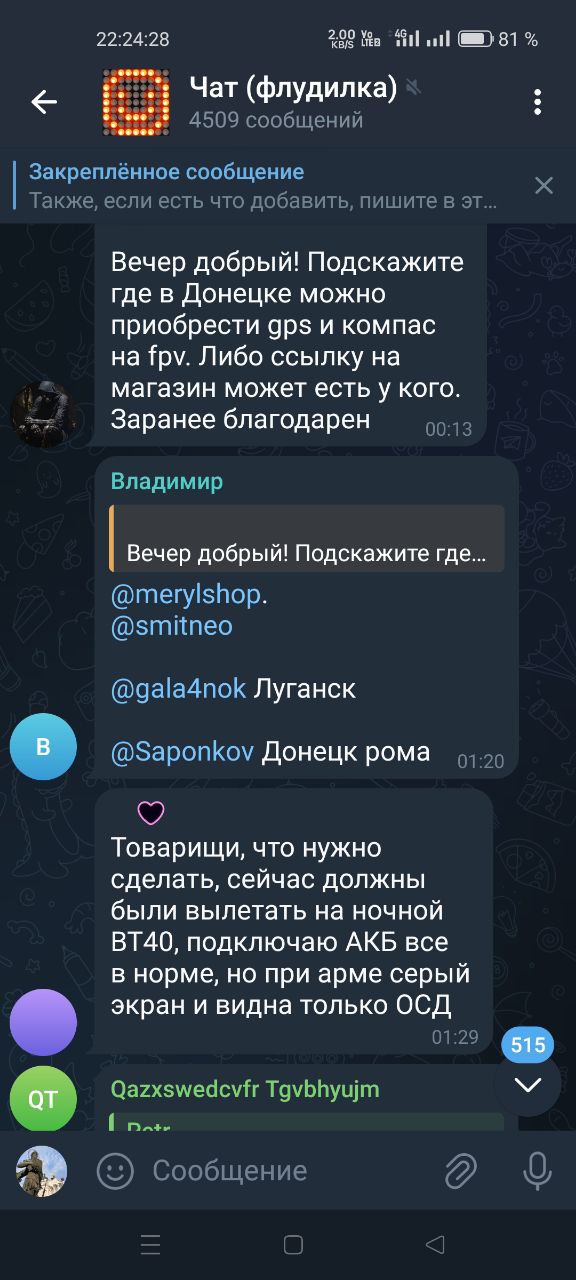 22:24:28
2.00 KB/S Vo LTE 4G 81 %
Чат (флудилка)
4509 сообщений
Закреплённое сообщение
Также, если есть что добавить, пишите в эт...
Вечер добрый! Подскажите
где в Донецке можно
приобрести gps и компас
на fpv. Либо ссылку на
магазин может есть у кого.
Заранее благодарен
00:13
Владимир
Вечер добрый! Подскажите где...
@merylshop.
@smitneo
@gala4nok Луганск
@Saponkov Донецк рома
01:20
В
Товарищи, что нужно
сделать, сейчас должны
были вылетать на ночной
ВТ40, подключаю АКБ все
в норме, но при арме серый
экран и видна только ОСД
01:29
515
QT
Qazxswedcvfr Tgvbhyujm
Petr
Сообщение